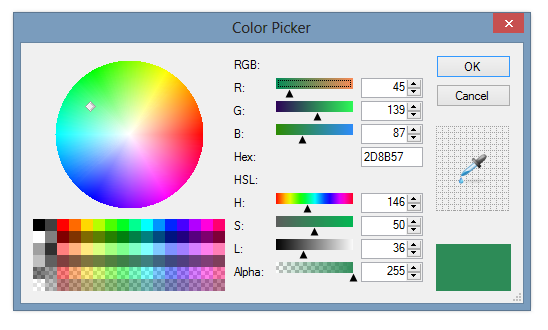 Color Picker
RGB:
R: 45
G: 139
B: 87
Hex: 2D8B57
HSL:
H: 146
S: 50
L: 36
Alpha: 255
OK
Cancel